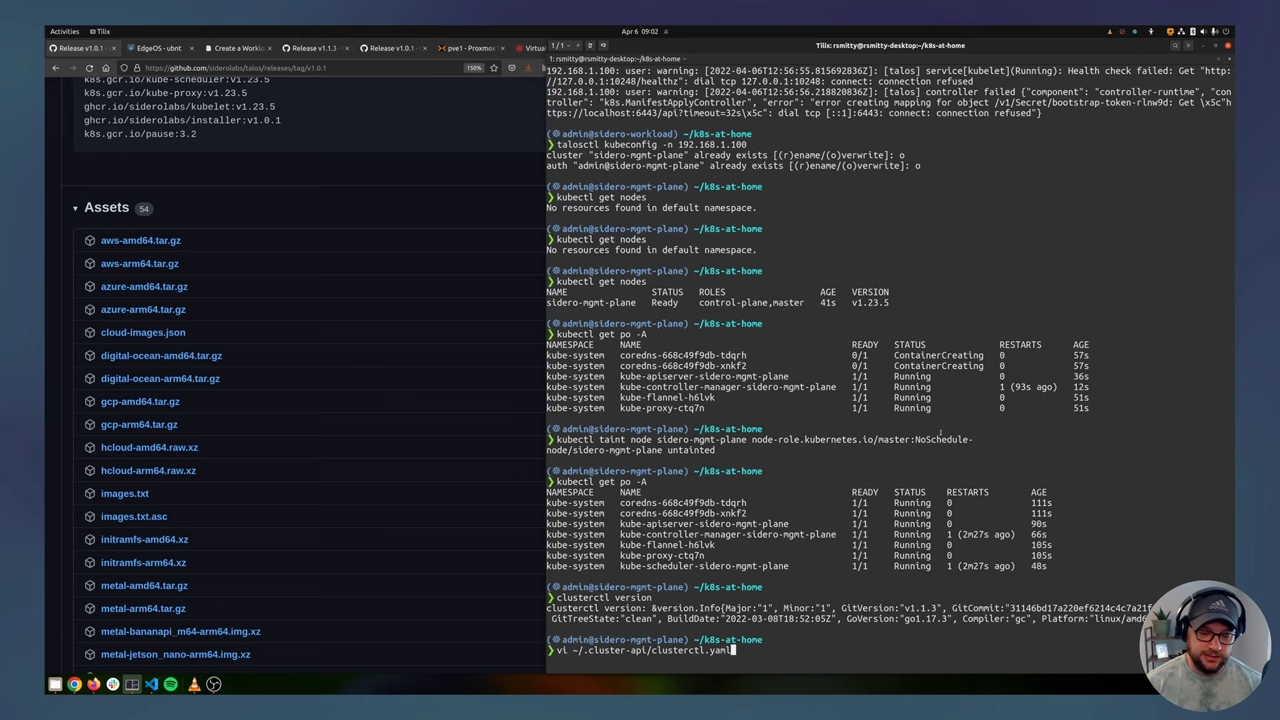 Activities
Tilix
Apr 6 09:02
Release v1.0.1 ·
EdgeOS - ubnt
Create a Worklo
Release v1.1.3 ·
Release v1.0.1 ·
pve1 - Proxmo
Virtual
1 / 1
Tilix: rsmitty@rsmitty-desktop:~/k8s-at-home
https://github.com/siderolabs/talos/releases/tag/v1.0.1
150%
1: rsmitty@rsmitty-desktop:~/k8s-at-home
k8s.gcr.io/kube-scheduler:v1.23.5
k8s.gcr.io/kube-proxy:v1.23.5
ghcr.io/siderolabs/kubelet:v1.23.5
ghcr.io/siderolabs/installer:v1.0.1
k8s.gcr.io/pause:3.2
Assets 54
aws-amd64.tar.gz
aws-arm64.tar.gz
azure-amd64.tar.gz
azure-arm64.tar.gz
cloud-images.json
digital-ocean-amd64.tar.gz
digital-ocean-arm64.tar.gz
gcp-amd64.tar.gz
gcp-arm64.tar.gz
hcloud-amd64.raw.xz
hcloud-arm64.raw.xz
images.txt
images.txt.asc
initramfs-amd64.xz
initramfs-arm64.xz
metal-amd64.tar.gz
metal-arm64.tar.gz
metal-bananapi_m64-arm64.img.xz
metal-jetson_nano-arm64.img.xz
192.168.1.100: user: warning: [2022-04-06T12:56:55.815692836Z]: [talos] service[kubelet](Running): Health check failed: Get "http:
//127.0.0.1:10248/healthz": dial tcp 127.0.0.1:10248: connect: connection refused
192.168.1.100: user: warning: [2022-04-06T12:56:56.218820936Z]: [talos] controller failed {"component": "controller-runtime", "con
troller": "k8s.ManifestApplyController", "error": "error creating mapping for object /v1/Secret/bootstrap-token-rlnw9d: Get \x5c"h
ttps://localhost:6443/api?timeout=32s\x5c": dial tcp [::1]:6443: connect: connection refused"}
(⎈ admin@sidero-workload) ~/k8s-at-home
❯ talosctl kubeconfig -n 192.168.1.100
cluster "sidero-mgmt-plane" already exists [(r)ename/(o)verwrite]: o
auth "admin@sidero-mgmt-plane" already exists [(r)ename/(o)verwrite]: o
(⎈ admin@sidero-mgmt-plane) ~/k8s-at-home
❯ kubectl get nodes
No resources found in default namespace.
(⎈ admin@sidero-mgmt-plane) ~/k8s-at-home
❯ kubectl get nodes
No resources found in default namespace.
(⎈ admin@sidero-mgmt-plane) ~/k8s-at-home
❯ kubectl get nodes
NAME STATUS ROLES AGE VERSION
sidero-mgmt-plane Ready control-plane,master 41s v1.23.5
(⎈ admin@sidero-mgmt-plane) ~/k8s-at-home
❯ kubectl get po -A
NAMESPACE NAME READY STATUS RESTARTS AGE
kube-system coredns-668c49f9db-tdqrh 0/1 ContainerCreating 0 57s
kube-system coredns-668c49f9db-xnkf2 0/1 ContainerCreating 0 57s
kube-system kube-apiserver-sidero-mgmt-plane 1/1 Running 0 36s
kube-system kube-controller-manager-sidero-mgmt-plane 1/1 Running 1 (93s ago) 12s
kube-system kube-flannel-h6lvk 1/1 Running 0 51s
kube-system kube-proxy-ctq7n 1/1 Running 0 51s
(⎈ admin@sidero-mgmt-plane) ~/k8s-at-home
❯ kubectl taint node sidero-mgmt-plane node-role.kubernetes.io/master:NoSchedule-
node/sidero-mgmt-plane untainted
(⎈ admin@sidero-mgmt-plane) ~/k8s-at-home
❯ kubectl get po -A
NAMESPACE NAME READY STATUS RESTARTS AGE
kube-system coredns-668c49f9db-tdqrh 1/1 Running 0 111s
kube-system coredns-668c49f9db-xnkf2 1/1 Running 0 111s
kube-system kube-apiserver-sidero-mgmt-plane 1/1 Running 0 90s
kube-system kube-controller-manager-sidero-mgmt-plane 1/1 Running 1 (2m27s ago) 66s
kube-system kube-flannel-h6lvk 1/1 Running 0 105s
kube-system kube-proxy-ctq7n 1/1 Running 0 105s
kube-system kube-scheduler-sidero-mgmt-plane 1/1 Running 1 (2m27s ago) 48s
(⎈ admin@sidero-mgmt-plane) ~/k8s-at-home
❯ clusterctl version
clusterctl version: &version.Info{Major:"1", Minor:"1", GitVersion:"v1.1.3", GitCommit:"31146bd17a220ef6214c4c7a21f
GitTreeState:"clean", BuildDate:"2022-03-08T18:52:05Z", GoVersion:"go1.17.3", Compiler:"gc", Platform:"linux/amd6
(⎈ admin@sidero-mgmt-plane) ~/k8s-at-home
❯ vi ~/.cluster-api/clusterctl.yaml